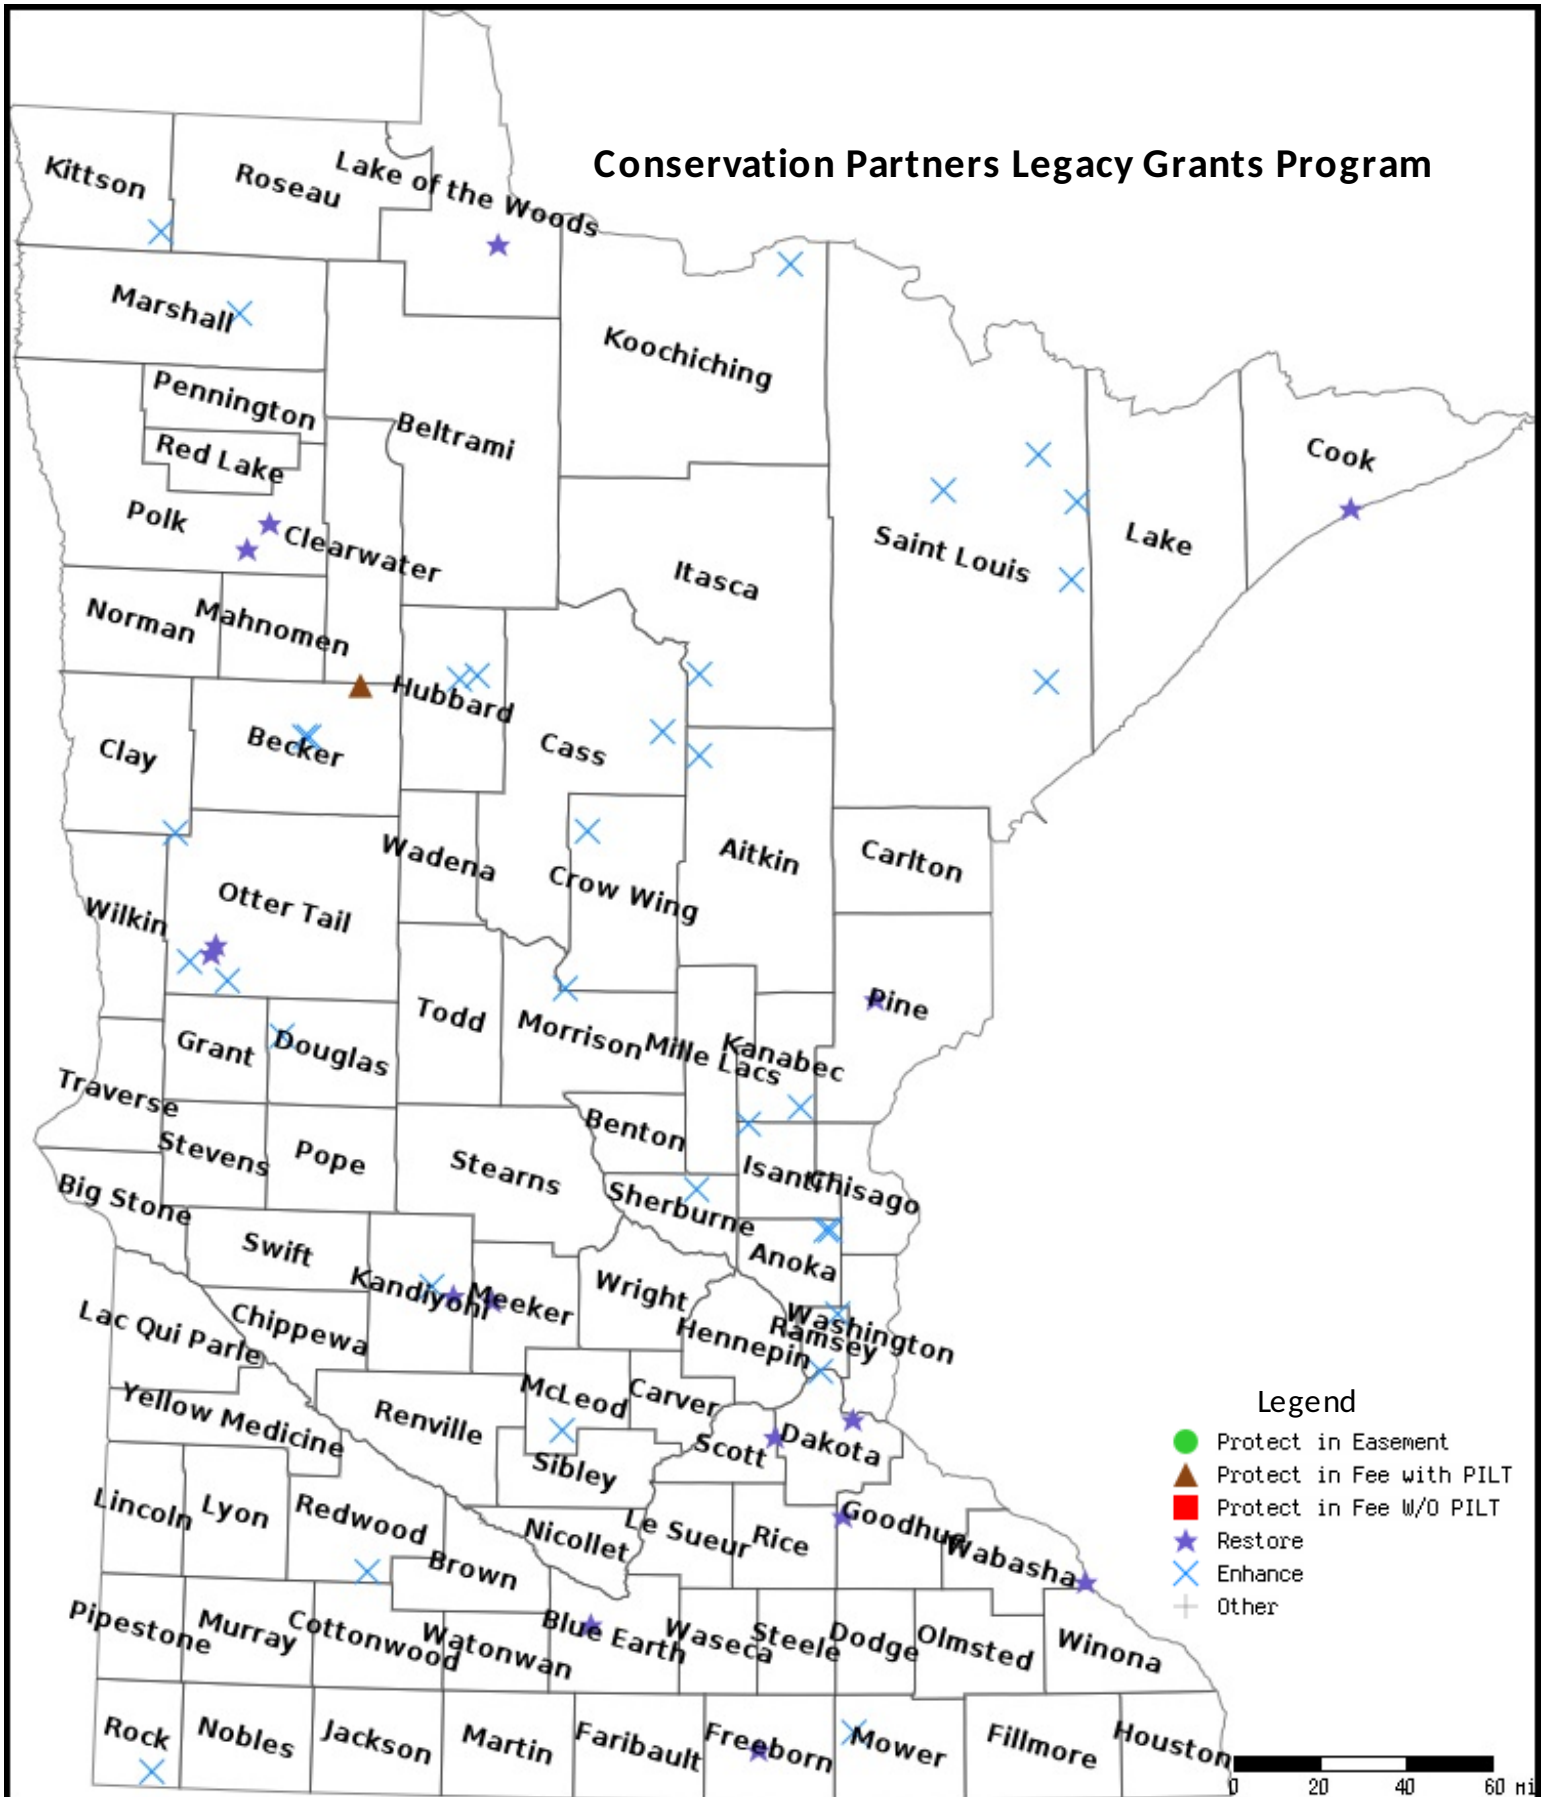 Conservation Partners Legacy Grants Program
Kittson
Roseau
Lake of the Woods
Marshall
Koochiching
Pennington
Beltrami
Red Lake
Cook
Polk
Clearwater
Saint Louis
Lake
Itasca
Norman
Mahnomen
Hubbard
Clay
Becker
Cass
Wadena
Aitkin
Carlton
Crow Wing
Otter Tail
Wilkin
Pine
Todd
Morrison
Mille Lacs
Kanabec
Grant
Douglas
Traverse
Benton
Stevens
Pope
Stearns
Isanti
Chisago
Big Stone
Sherburne
Swift
Anoka
Kandiyohi
Meeker
Wright
Washington
Ramsey
Hennepin
Lac Qui Parle
Chippewa
McLeod
Carver
Yellow Medicine
Renville
Scott
Dakota
Sibley
Legend
Protect in Easement
Protect in Fee with PILT
Protect in Fee W/O PILT
Restore
Enhance
Other
Lincoln
Lyon
Redwood
Nicollet
Le Sueur
Rice
Goodhue
Wabasha
Brown
Pipestone
Murray
Cottonwood
Watonwan
Blue Earth
Waseca
Steele
Dodge
Olmsted
Winona
Rock
Nobles
Jackson
Martin
Faribault
Freeborn
Mower
Fillmore
Houston
0 20 40 60 mi